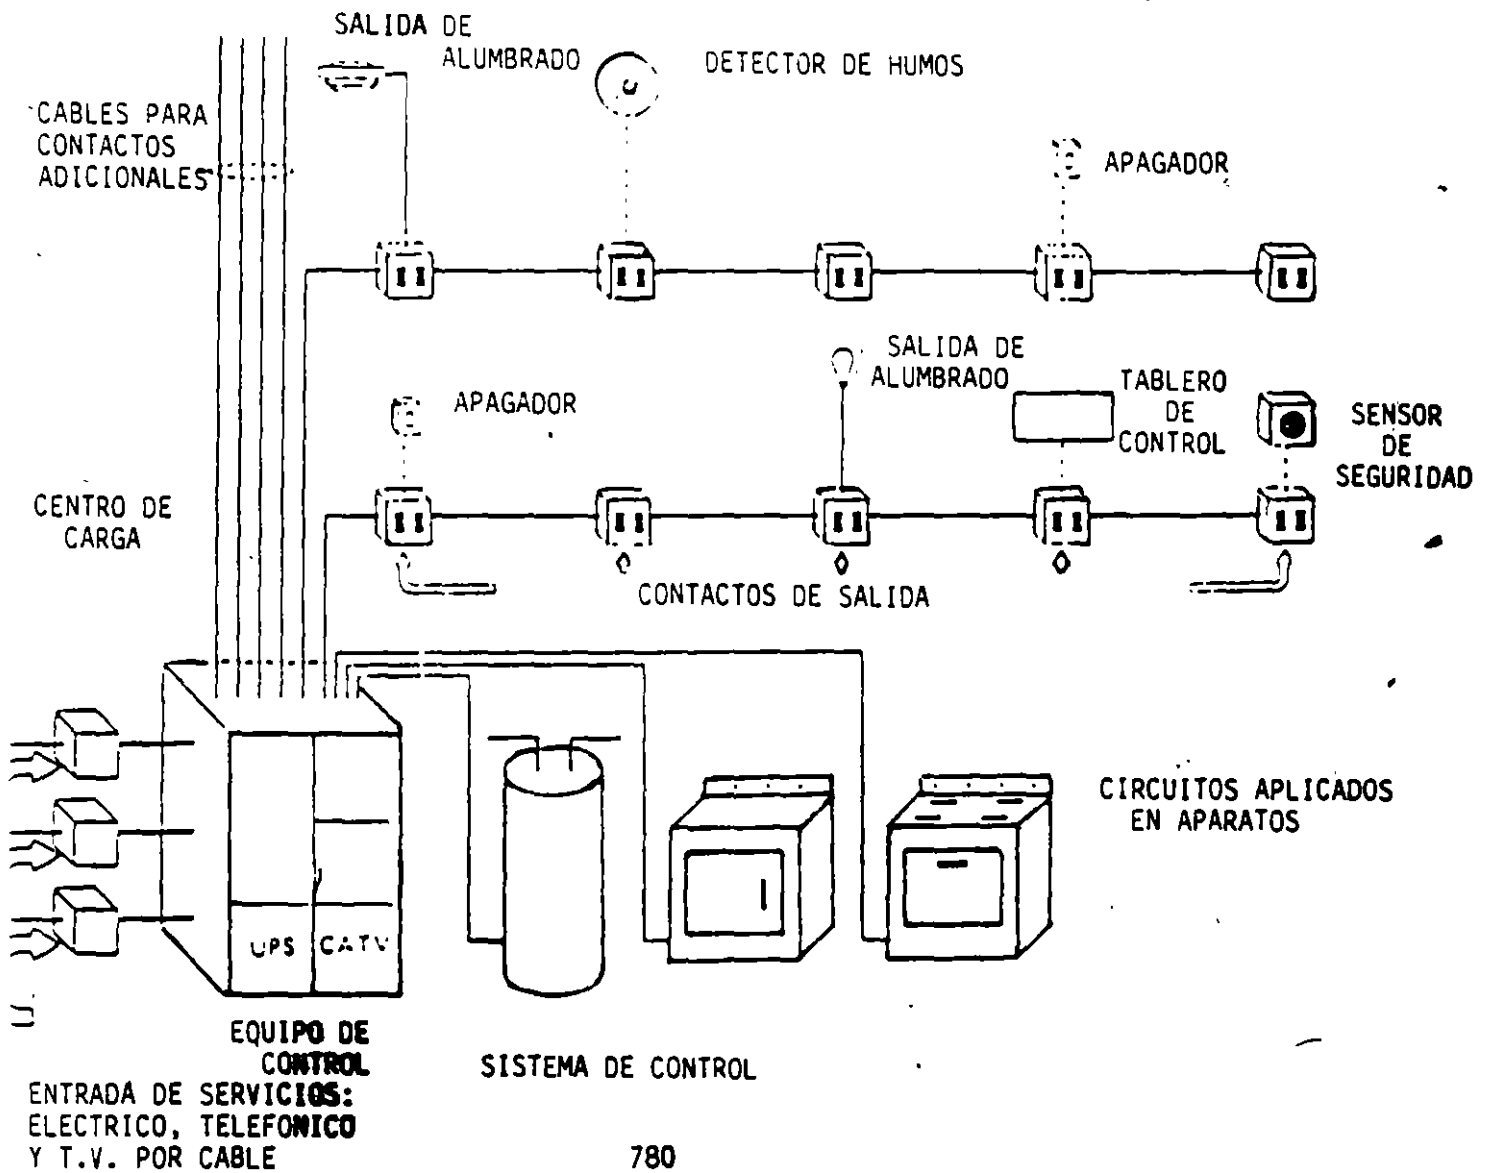 SALIDA DE
ALUMBRADO
DETECTOR DE HUMOS
CABLES PARA
CONTACTOS
ADICIONALES
APAGADOR
SALIDA DE
ALUMBRADO
APAGADOR
TABLERO
DE
CONTROL
SENSOR
DE
SEGURIDAD
CENTRO DE
CARGA
CONTACTOS DE SALIDA
CIRCUITOS APLICADOS
EN APARATOS
UPS
CATV
EQUIPO DE
CONTROL
SISTEMA DE CONTROL
ENTRADA DE SERVICIOS:
ELECTRICO, TELEFONICO
Y T.V. POR CABLE
780